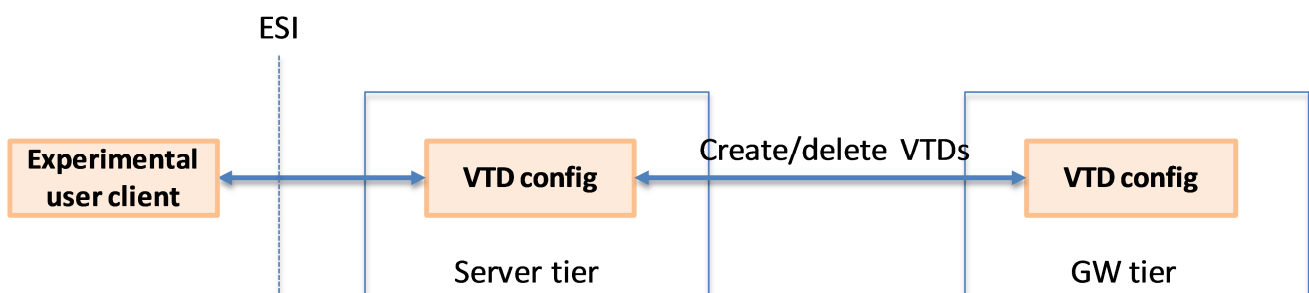 ESI
Experimental
user client
VTD config
Create/delete VTDs
VTD config
Server tier
GW tier